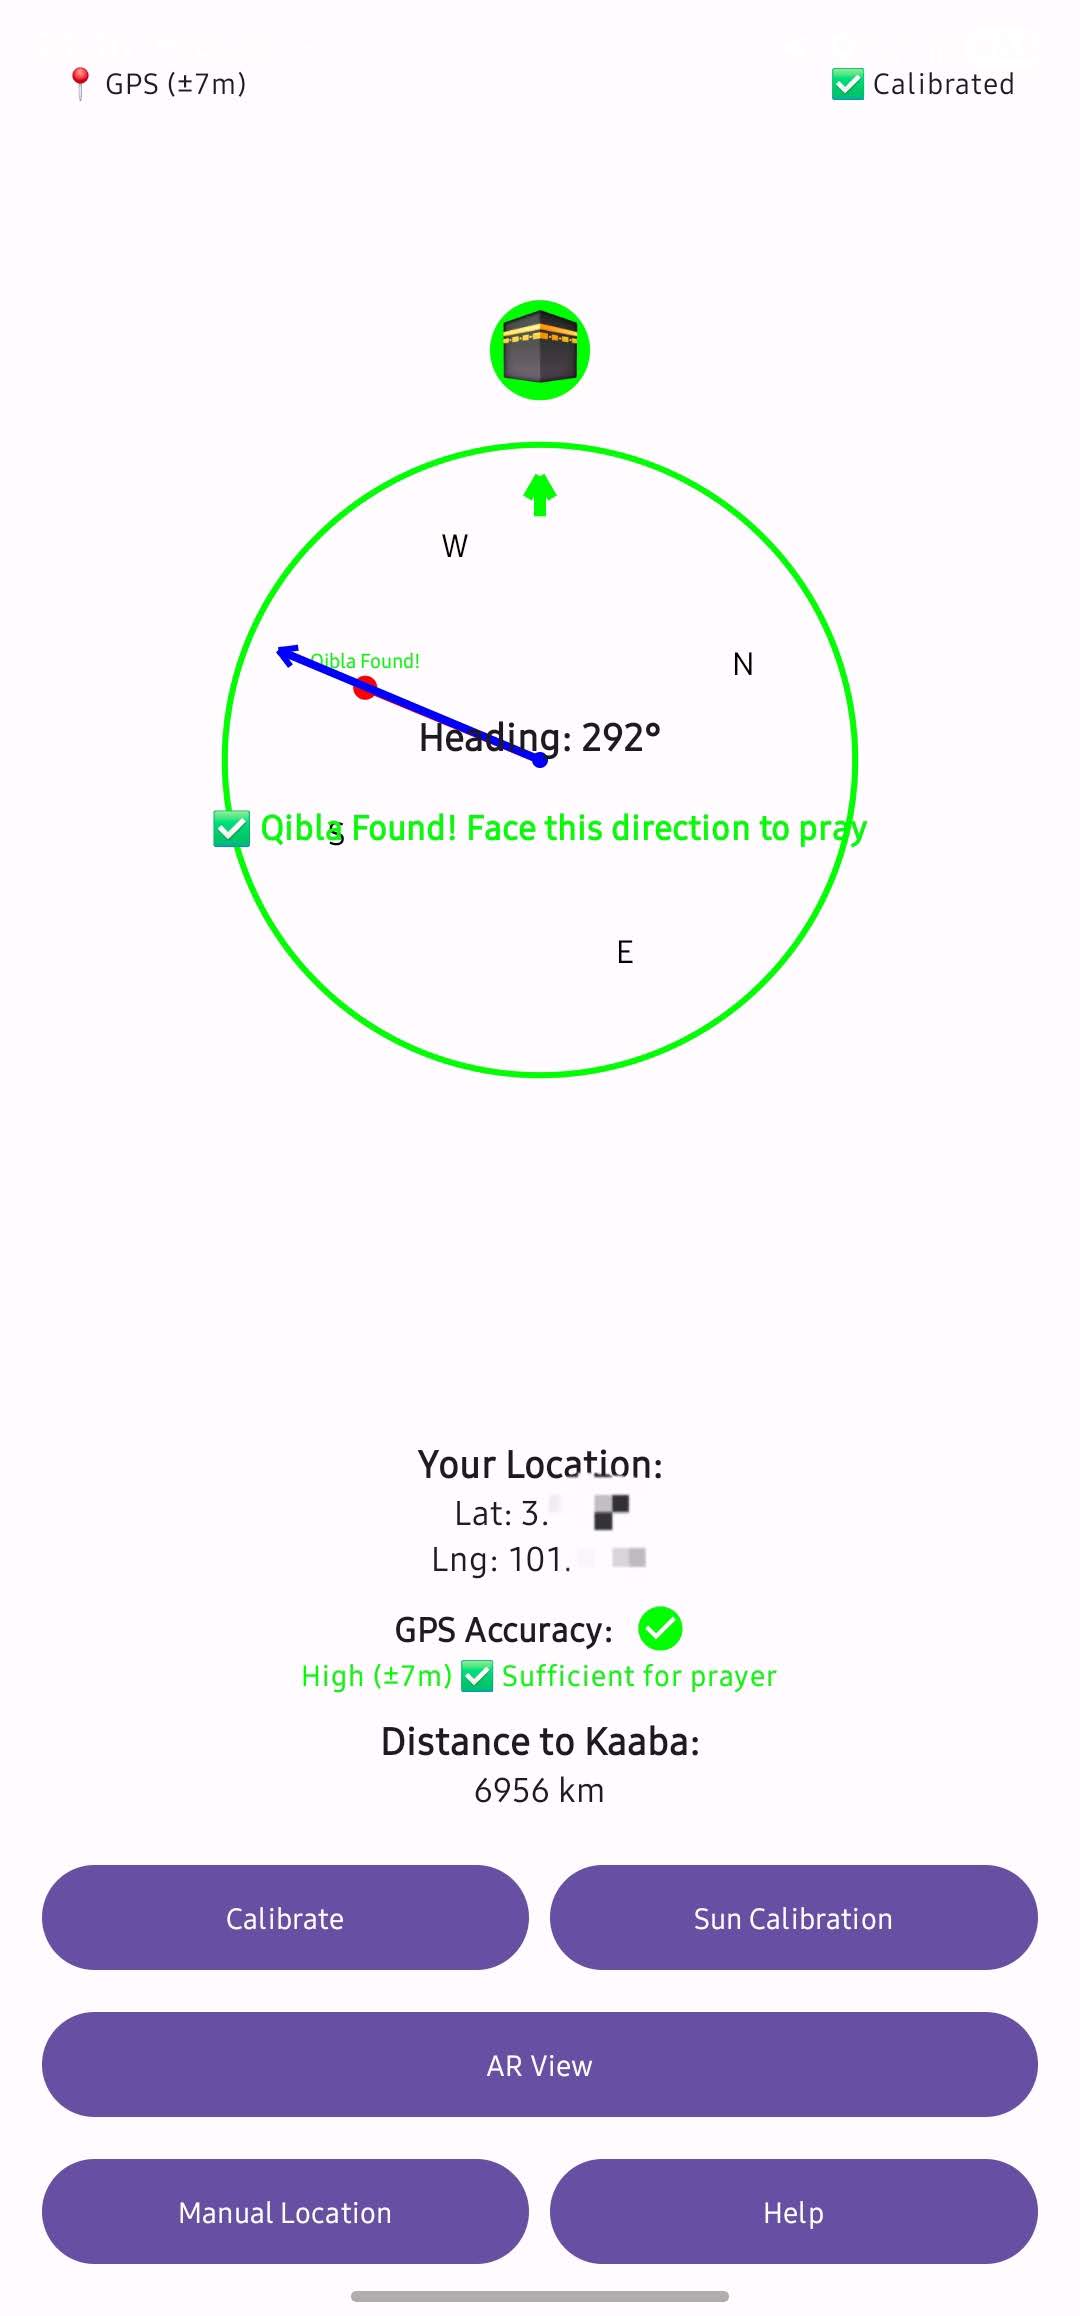 📍 GPS (±7m)
✅ Calibrated
W
Qibla Found!
N
Heading: 292°
✅ Qibla Found! Face this direction to pray
S
E
Your Location:
Lat: 3.
Lng: 101.
GPS Accuracy:
High (±7m) ✅ Sufficient for prayer
Distance to Kaaba:
6956 km
Calibrate
Sun Calibration
AR View
Manual Location
Help